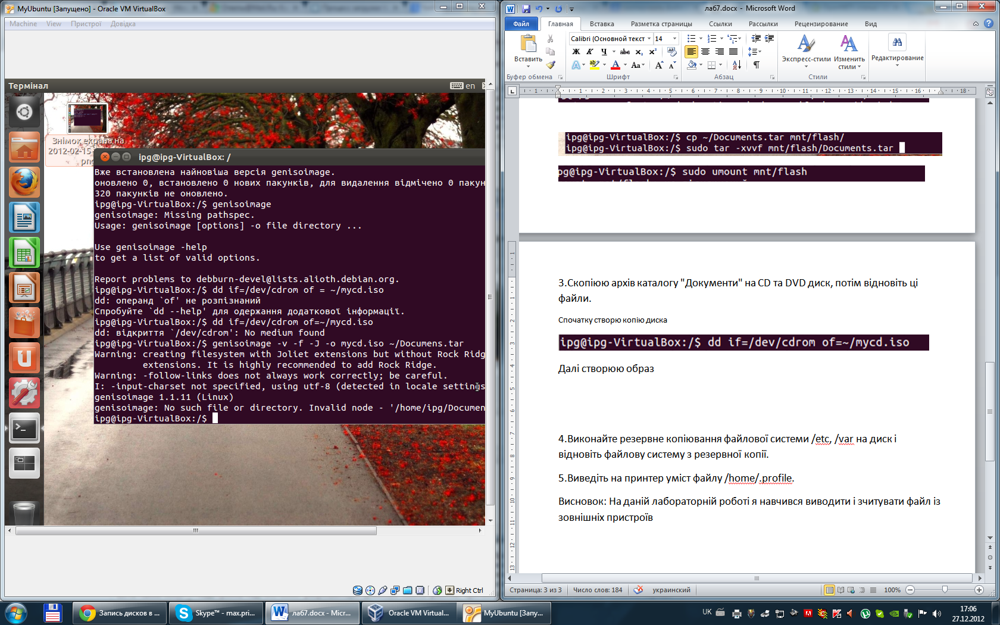 MyUbuntu [Запущено] - Oracle VM VirtualBox
Machine View Пристрої Довідка
Термінал
en
Знімок екрана на
2012-02-15
png
ipg@ipg-VirtualBox: /
Вже встановлена найновіша версія genisoimage.
оновлено 0, встановлено 0 нових пакунків, для видалення відмічено 0 пакун
320 пакунків не оновлено.
ipg@ipg-VirtualBox:/$ genisoimage
genisoimage: Missing pathspec.
Usage: genisoimage [options] -o file directory ...
Use genisoimage -help
to get a list of valid options.
Report problems to debburn-devel@lists.alioth.debian.org.
ipg@ipg-VirtualBox:/$ dd if=/dev/cdrom of = ~/mycd.iso
dd: операнд `of' не розпізнаний
Спробуйте `dd --help' для одержання додаткової інформації.
ipg@ipg-VirtualBox:/$ dd if=/dev/cdrom of=~/mycd.iso
dd: відкриття `/dev/cdrom': No medium found
ipg@ipg-VirtualBox:/$ genisoimage -v -f -J -o mycd.iso ~/Documens.tar
Warning: creating filesystem with Joliet extensions but without Rock Ridg
extensions. It is highly recommended to add Rock Ridge.
Warning: -follow-links does not always work correctly; be careful.
I: -input-charset not specified, using utf-8 (detected in locale settings
genisoimage 1.1.11 (Linux)
genisoimage: No such file or directory. Invalid node - '/home/ipg/Documen
ipg@ipg-VirtualBox:/$
Right Ctrl
лаб7.docx - Microsoft Word
Файл Главная Вставка Разметка страницы Ссылки Рассылки Рецензирование Вид
Вставить
Calibri (Основной текст 14
Ж К Ч abc x₂ x²
Экспресс-стили Изменить стили
Редактирование
Буфер обмена Шрифт Абзац Стили
ipg@ipg-VirtualBox:/$ cp ~/Documens.tar mnt/flash/
ipg@ipg-VirtualBox:/$ sudo tar -xvvf mnt/flash/Documens.tar
pg@ipg-VirtualBox:/$ sudo umount mnt/flash
3.Скопіюю архів каталогу "Документи" на CD та DVD диск, потім відновіть ці
файли.
Спочатку створю копію диска
ipg@ipg-VirtualBox:/$ dd if=/dev/cdrom of=~/mycd.iso
Далі створюю образ
4.Виконайте резервне копіювання файлової системи /etc, /var на диск і
відновіть файлову систему з резервної копії.
5.Виведіть на принтер уміст файлу /home/.profile.
Висновок: На даній лабораторній роботі я навчився виводити і зчитувати файл із
зовнішніх пристроїв
Страница: 3 из 3 Число слов: 184 украинский 100%
Запись дисков в ... Skype™ - max.pri... лаб7.docx - Micr... Oracle VM Virtual... MyUbuntu [Запу...
UK
17:06
27.12.2012